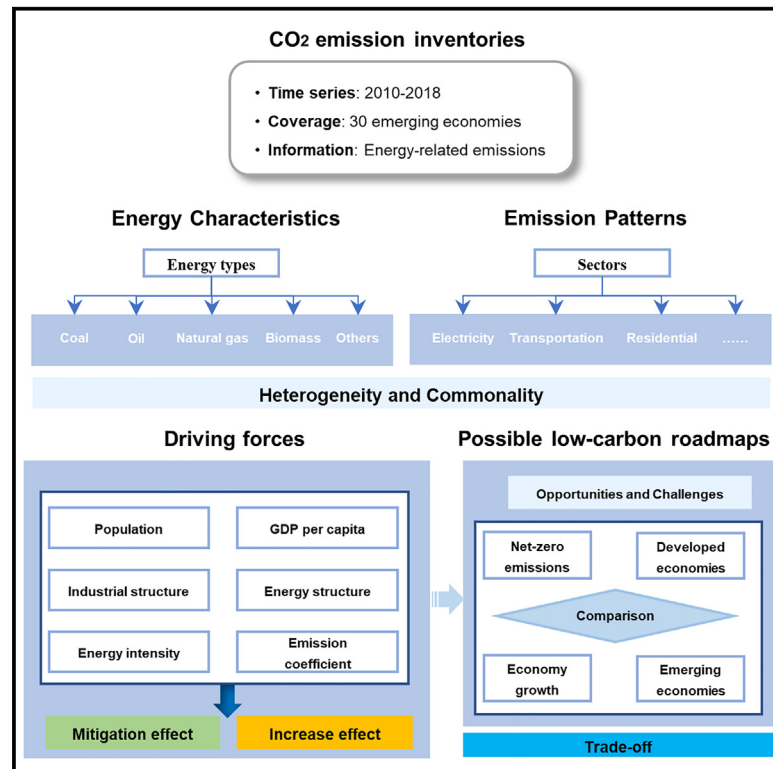 CO2 emission inventories
• Time series: 2010-2018
• Coverage: 30 emerging economies
• Information: Energy-related emissions
Energy Characteristics
Emission Patterns
Energy types
Sectors
Coal Oil Natural gas Biomass Others
Electricity Transportation Residential ......
Heterogeneity and Commonality
Driving forces
Possible low-carbon roadmaps
Population
GDP per capita
Industrial structure
Energy structure
Energy intensity
Emission
coefficient
Mitigation effect
Increase effect
Opportunities and Challenges
Net-zero
emissions
Developed
economies
Comparison
Economy
growth
Emerging
economies
Trade-off